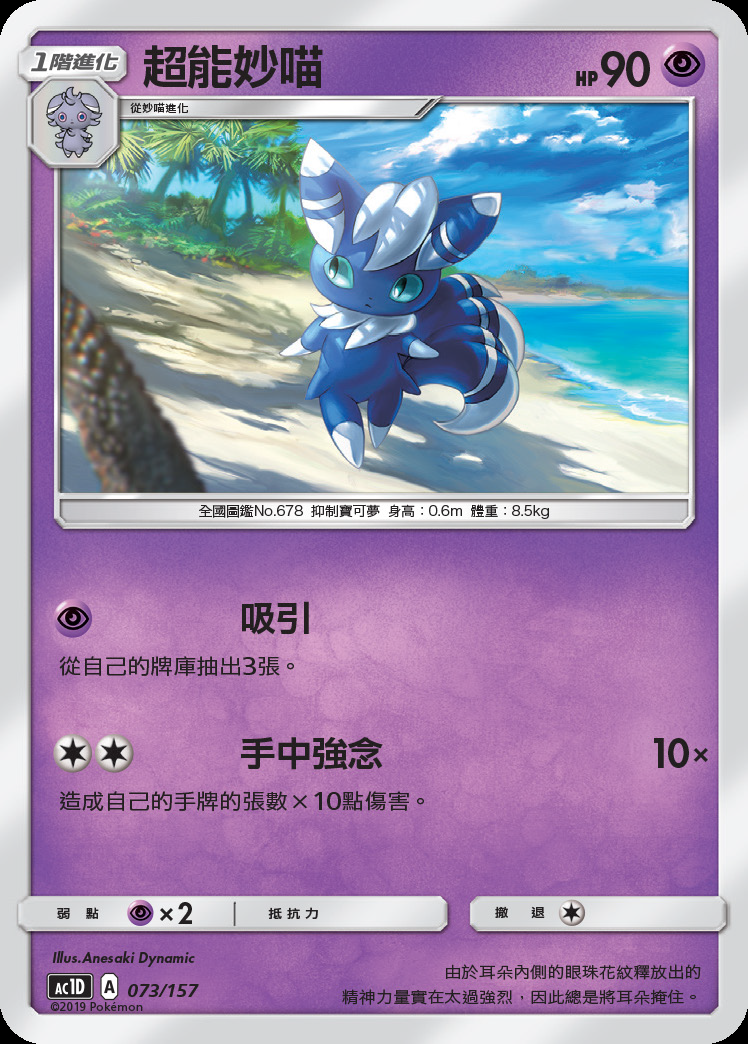 1階進化
超能妙喵
HP 90
從妙喵進化
全國圖鑑No.678 抑制寶可夢 身高:0.6m 體重:8.5kg
吸引
從自己的牌庫抽出3張。
手中強念 10×
造成自己的手牌的張數×10點傷害。
弱點 ×2 抵抗力 撤退
Illus.Anesaki Dynamic
由於耳朵內側的眼珠花紋釋放出的
精神力量實在太過強烈,因此總是將耳朵掩住。
AC1D A 073/157
©2019 Pokémon